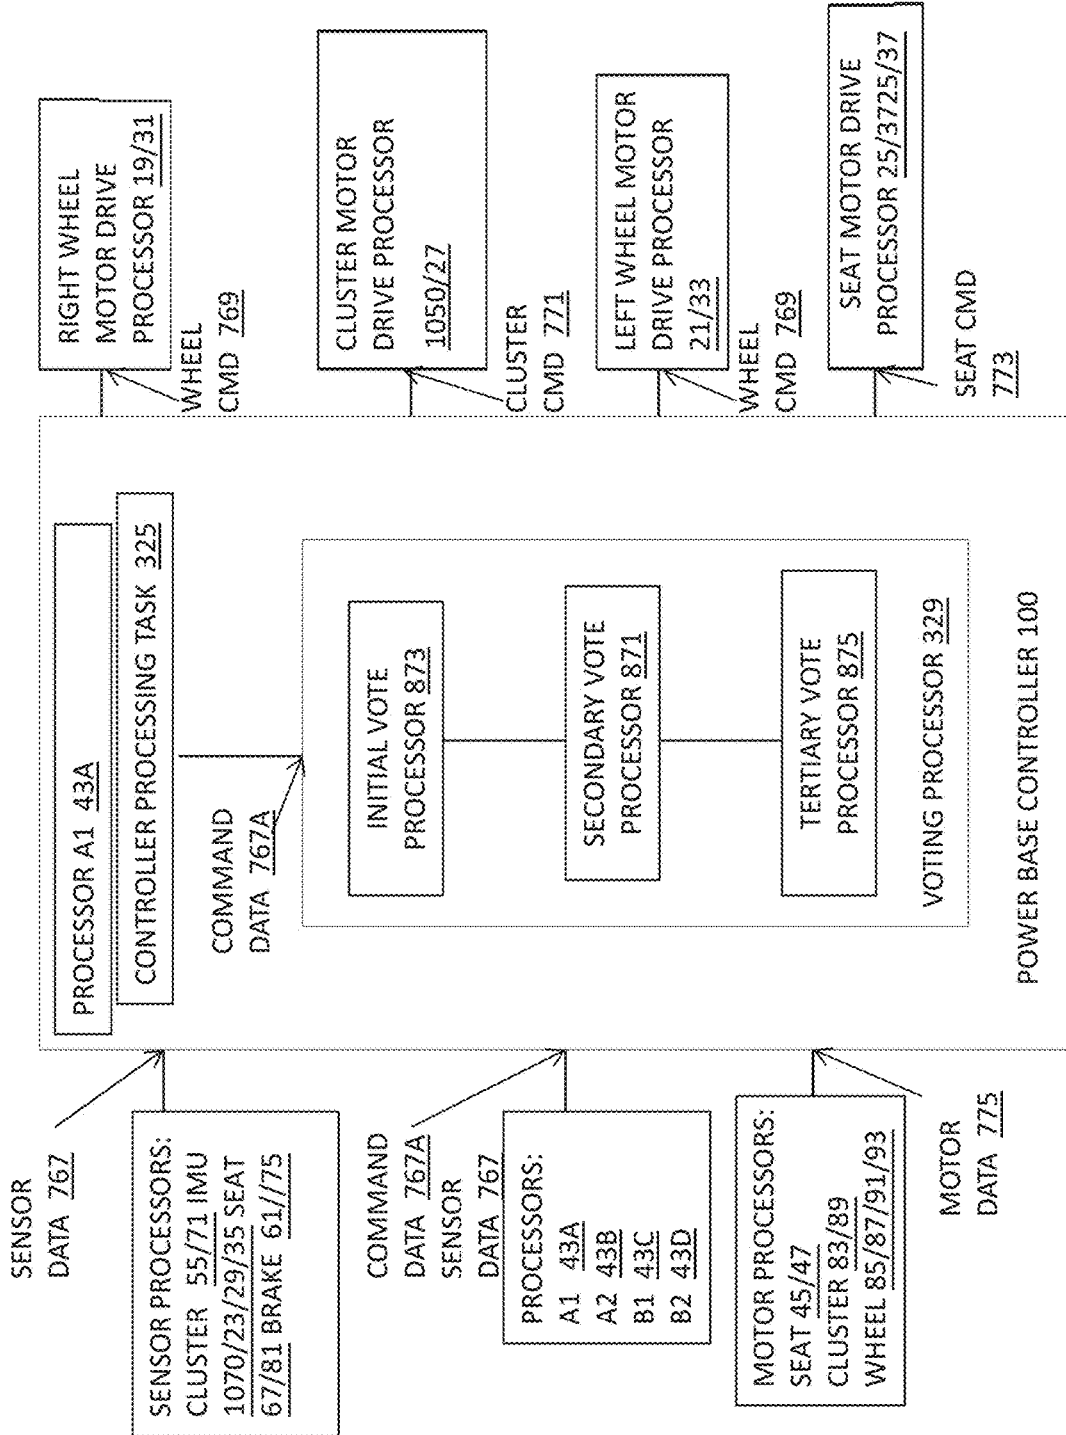 SENSOR
DATA 767
SENSOR PROCESSORS:
CLUSTER 55/71 IMU
1070/23/29/35 SEAT
67/81 BRAKE 61//75
COMMAND
DATA 767A
SENSOR
DATA 767
PROCESSORS:
A1 43A
A2 43B
B1 43C
B2 43D
MOTOR PROCESSORS:
SEAT 45/47
CLUSTER 83/89
WHEEL 85/87/91/93
MOTOR
DATA 775
PROCESSOR A1 43A
CONTROLLER PROCESSING TASK 325
COMMAND
DATA 767A
INITIAL VOTE
PROCESSOR 873
SECONDARY VOTE
PROCESSOR 871
TERTIARY VOTE
PROCESSOR 875
VOTING PROCESSOR 329
POWER BASE CONTROLLER 100
RIGHT WHEEL
MOTOR DRIVE
PROCESSOR 19/31
WHEEL
CMD 769
CLUSTER MOTOR
DRIVE PROCESSOR
1050/27
CLUSTER
CMD 771
LEFT WHEEL MOTOR
DRIVE PROCESSOR
21/33
WHEEL
CMD 769
SEAT MOTOR DRIVE
PROCESSOR 25/3725/37
SEAT CMD
773